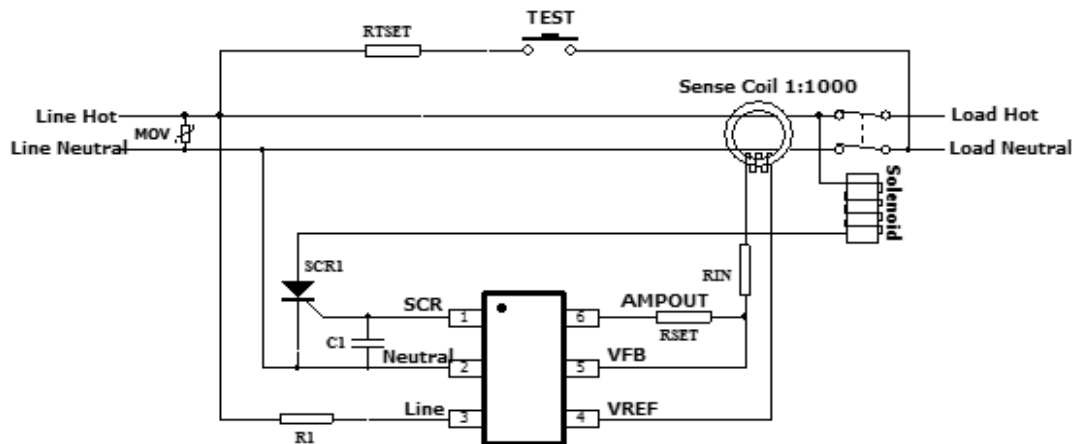 TEST
RTSET
Sense Coil 1:1000
Line Hot
Load Hot
MOV
Line Neutral
Load Neutral
Solenoid
SCR1
RIN
SCR
AMPOUT
1
6
C1
RSET
Neutral
VFB
2
5
Line
VREF
3
4
R1